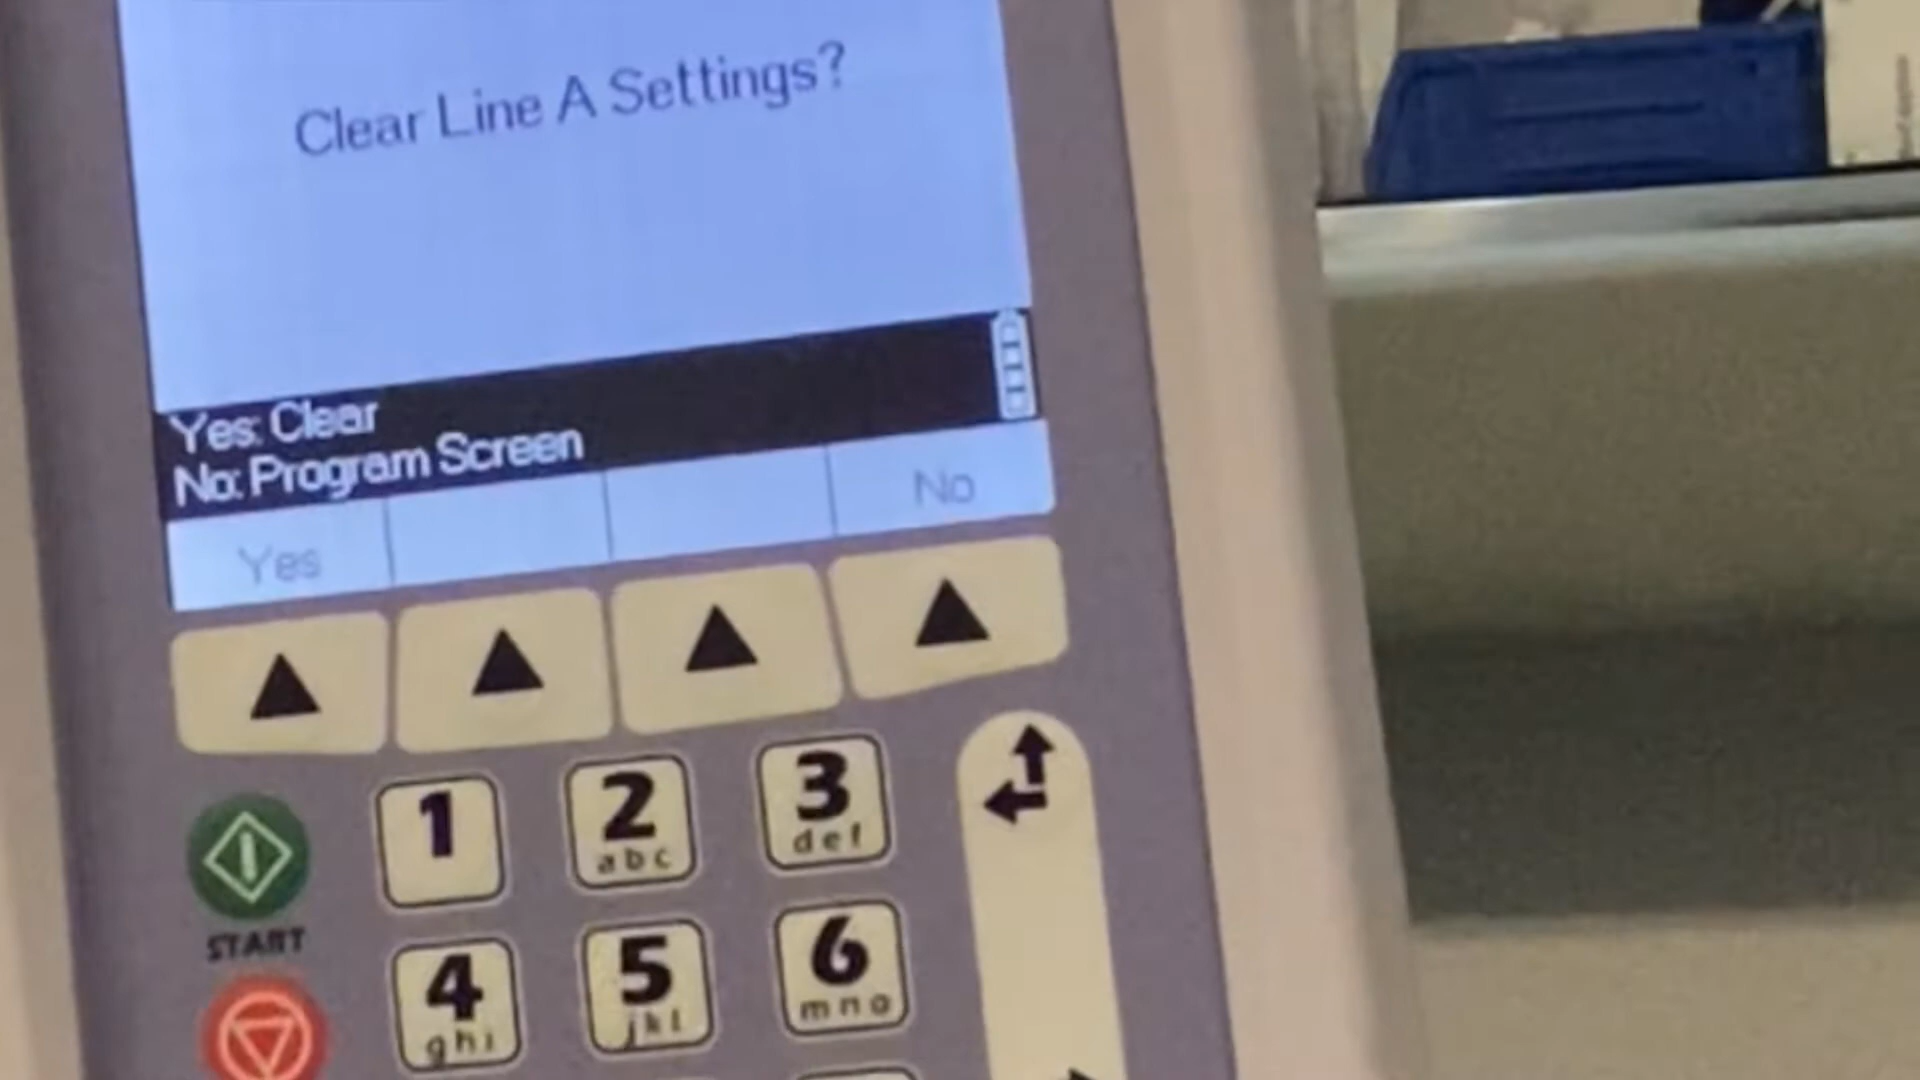 Clear Line A Settings?
Yes: Clear
No: Program Screen
Yes
No
1
2
abc
3
def
START
4
ghi
5
jkl
6
mno